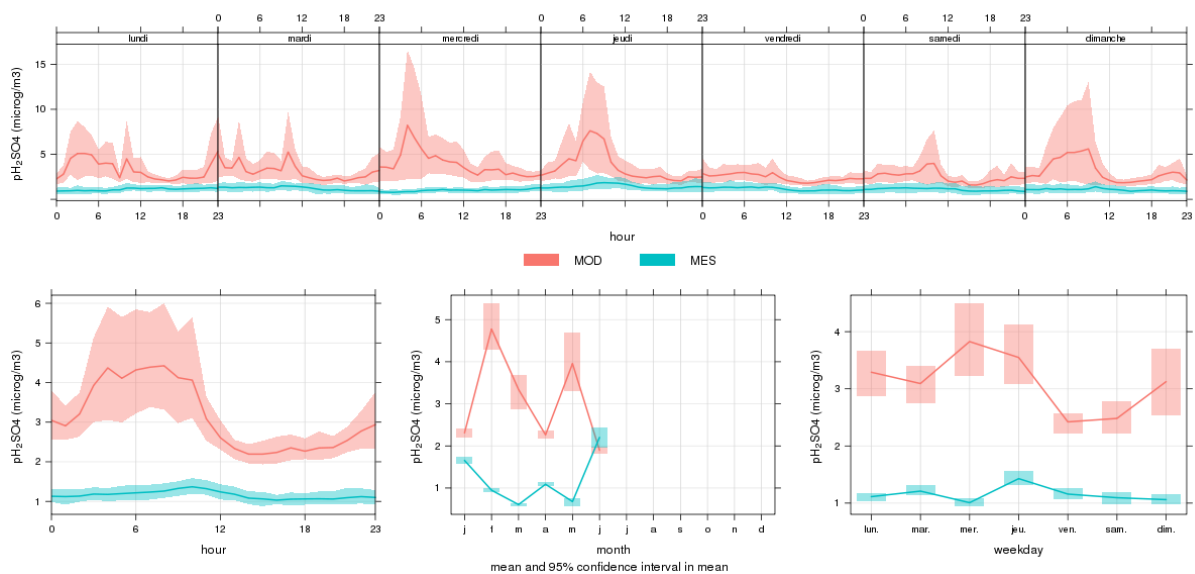 0 6 12 18 23 0 6 12 18 23 0 6 12 18 23
lundi mardi mercredi jeudi vendredi samedi dimanche
15
10
5
pH2SO4 (microg/m3)
0 6 12 18 23 0 6 12 18 23 0 6 12 18 23 0 6 12 18 23
hour
MOD MES
6
5
4
3
2
1
pH2SO4 (microg/m3)
0 6 12 18 23
hour
5
4
3
2
1
pH2SO4 (microg/m3)
j f m a m j j a s o n d
month
mean and 95% confidence interval in mean
4
3
2
1
pH2SO4 (microg/m3)
lun. mar. mer. jeu. ven. sam. dim.
weekday